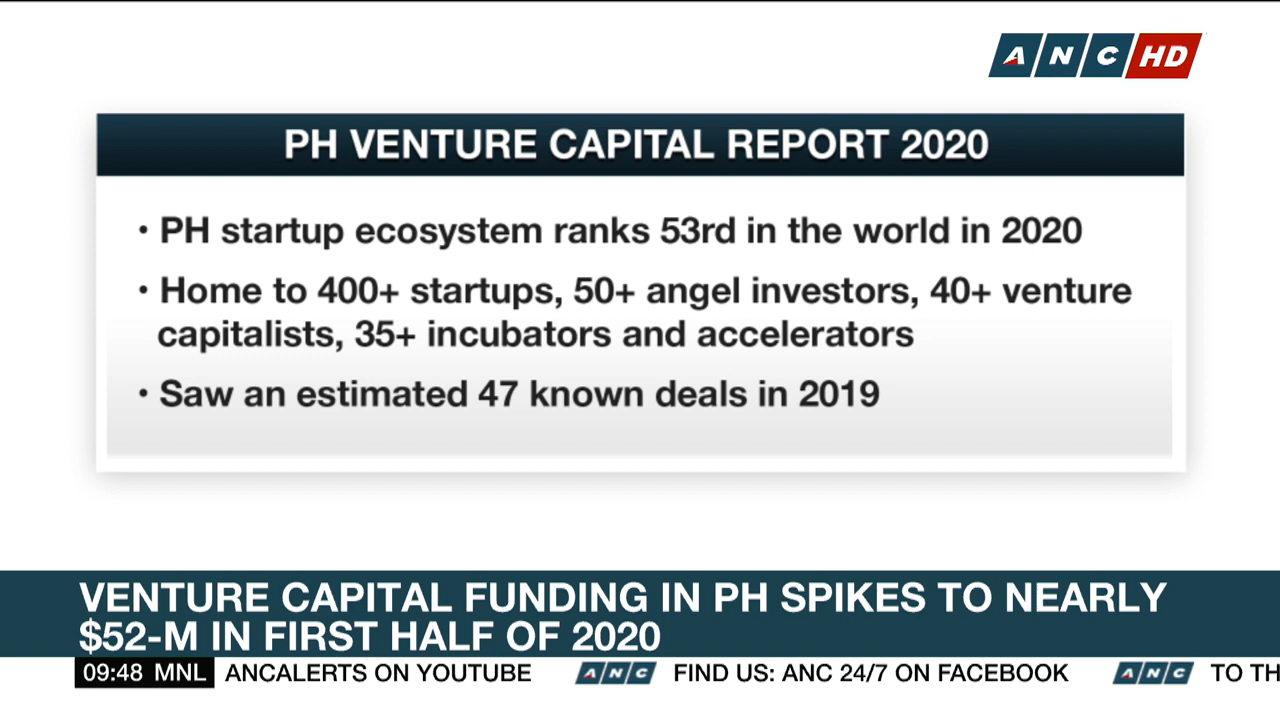 ANC HD
PH VENTURE CAPITAL REPORT 2020
• PH startup ecosystem ranks 53rd in the world in 2020
• Home to 400+ startups, 50+ angel investors, 40+ venture
capitalists, 35+ incubators and accelerators
• Saw an estimated 47 known deals in 2019
VENTURE CAPITAL FUNDING IN PH SPIKES TO NEARLY
$52-M IN FIRST HALF OF 2020
09:48 MNL ANCALERTS ON YOUTUBE ANC FIND US: ANC 24/7 ON FACEBOOK ANC TO TH